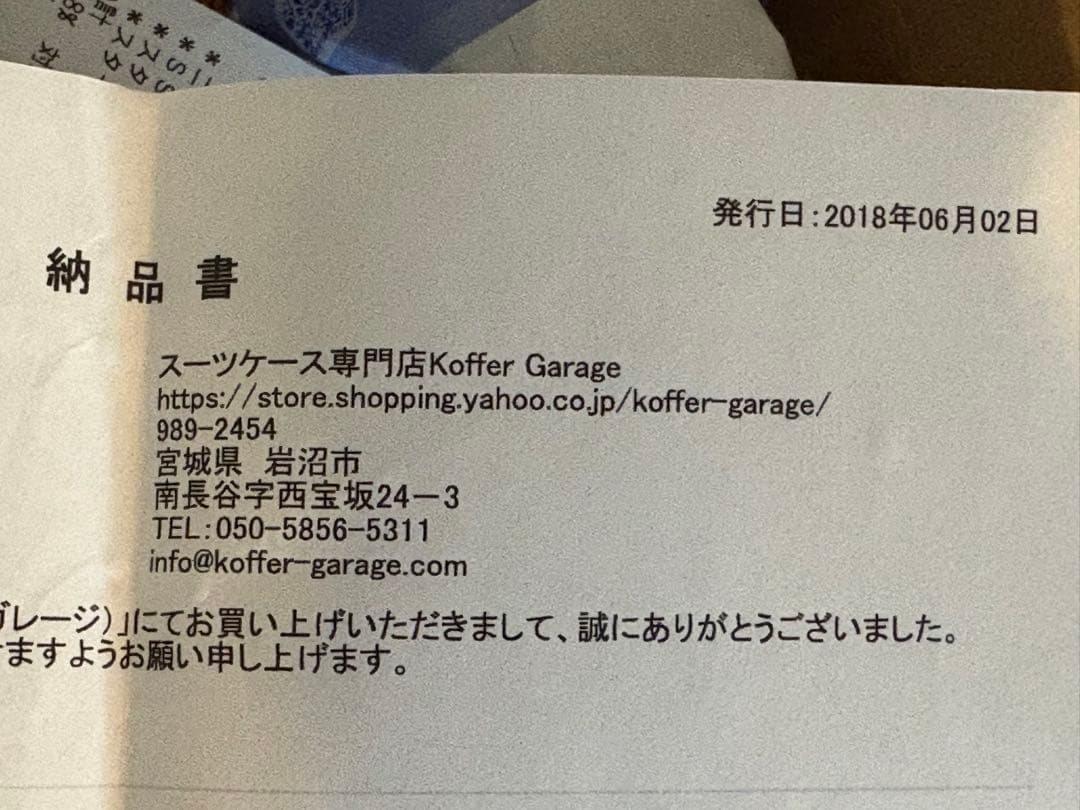 発行日:2018年06月02日
納品書
スーツケース専門店Koffer Garage
https://store.shopping.yahoo.co.jp/koffer-garage/
989-2454
宮城県 岩沼市
南長谷字西宝坂24－3
TEL:050-5856-5311
info@koffer-garage.com
ガレージ)」にてお買い上げいただきまして、誠にありがとうございました。
ますようお願い申し上げます。